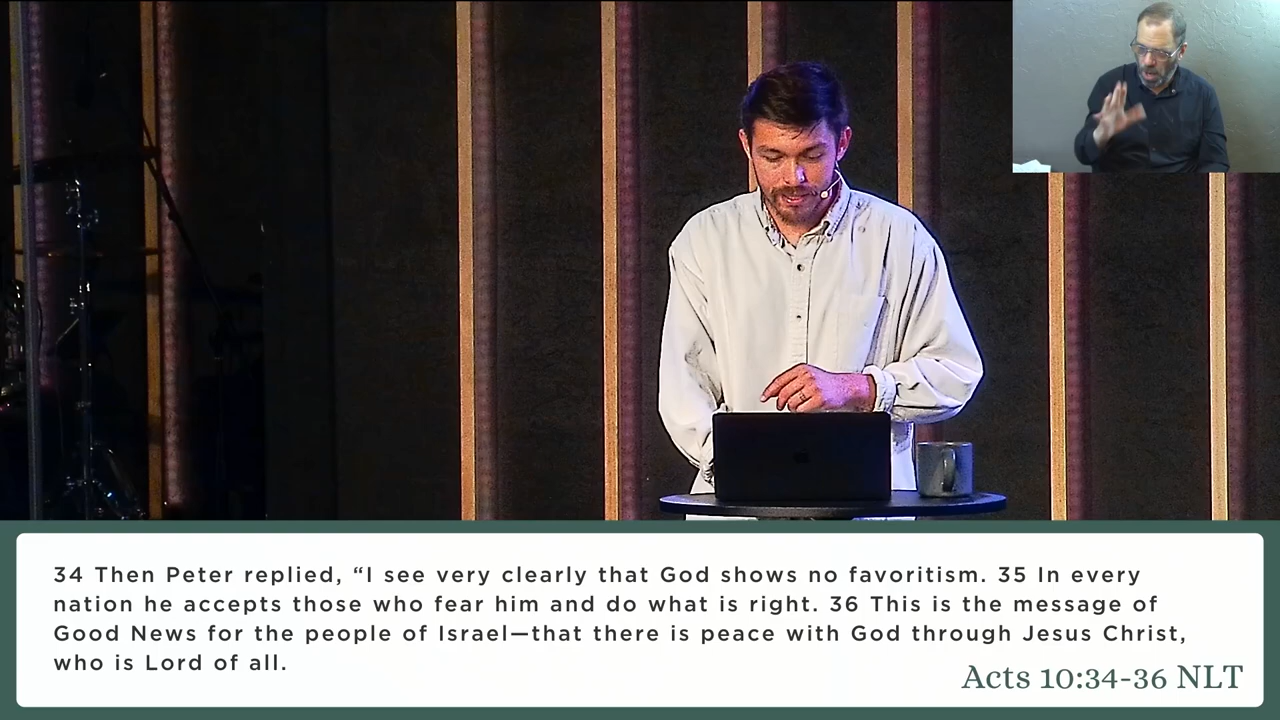 34 Then Peter replied, “I see very clearly that God shows no favoritism. 35 In every
nation he accepts those who fear him and do what is right. 36 This is the message of
Good News for the people of Israel—that there is peace with God through Jesus Christ,
who is Lord of all.
Acts 10:34-36 NLT